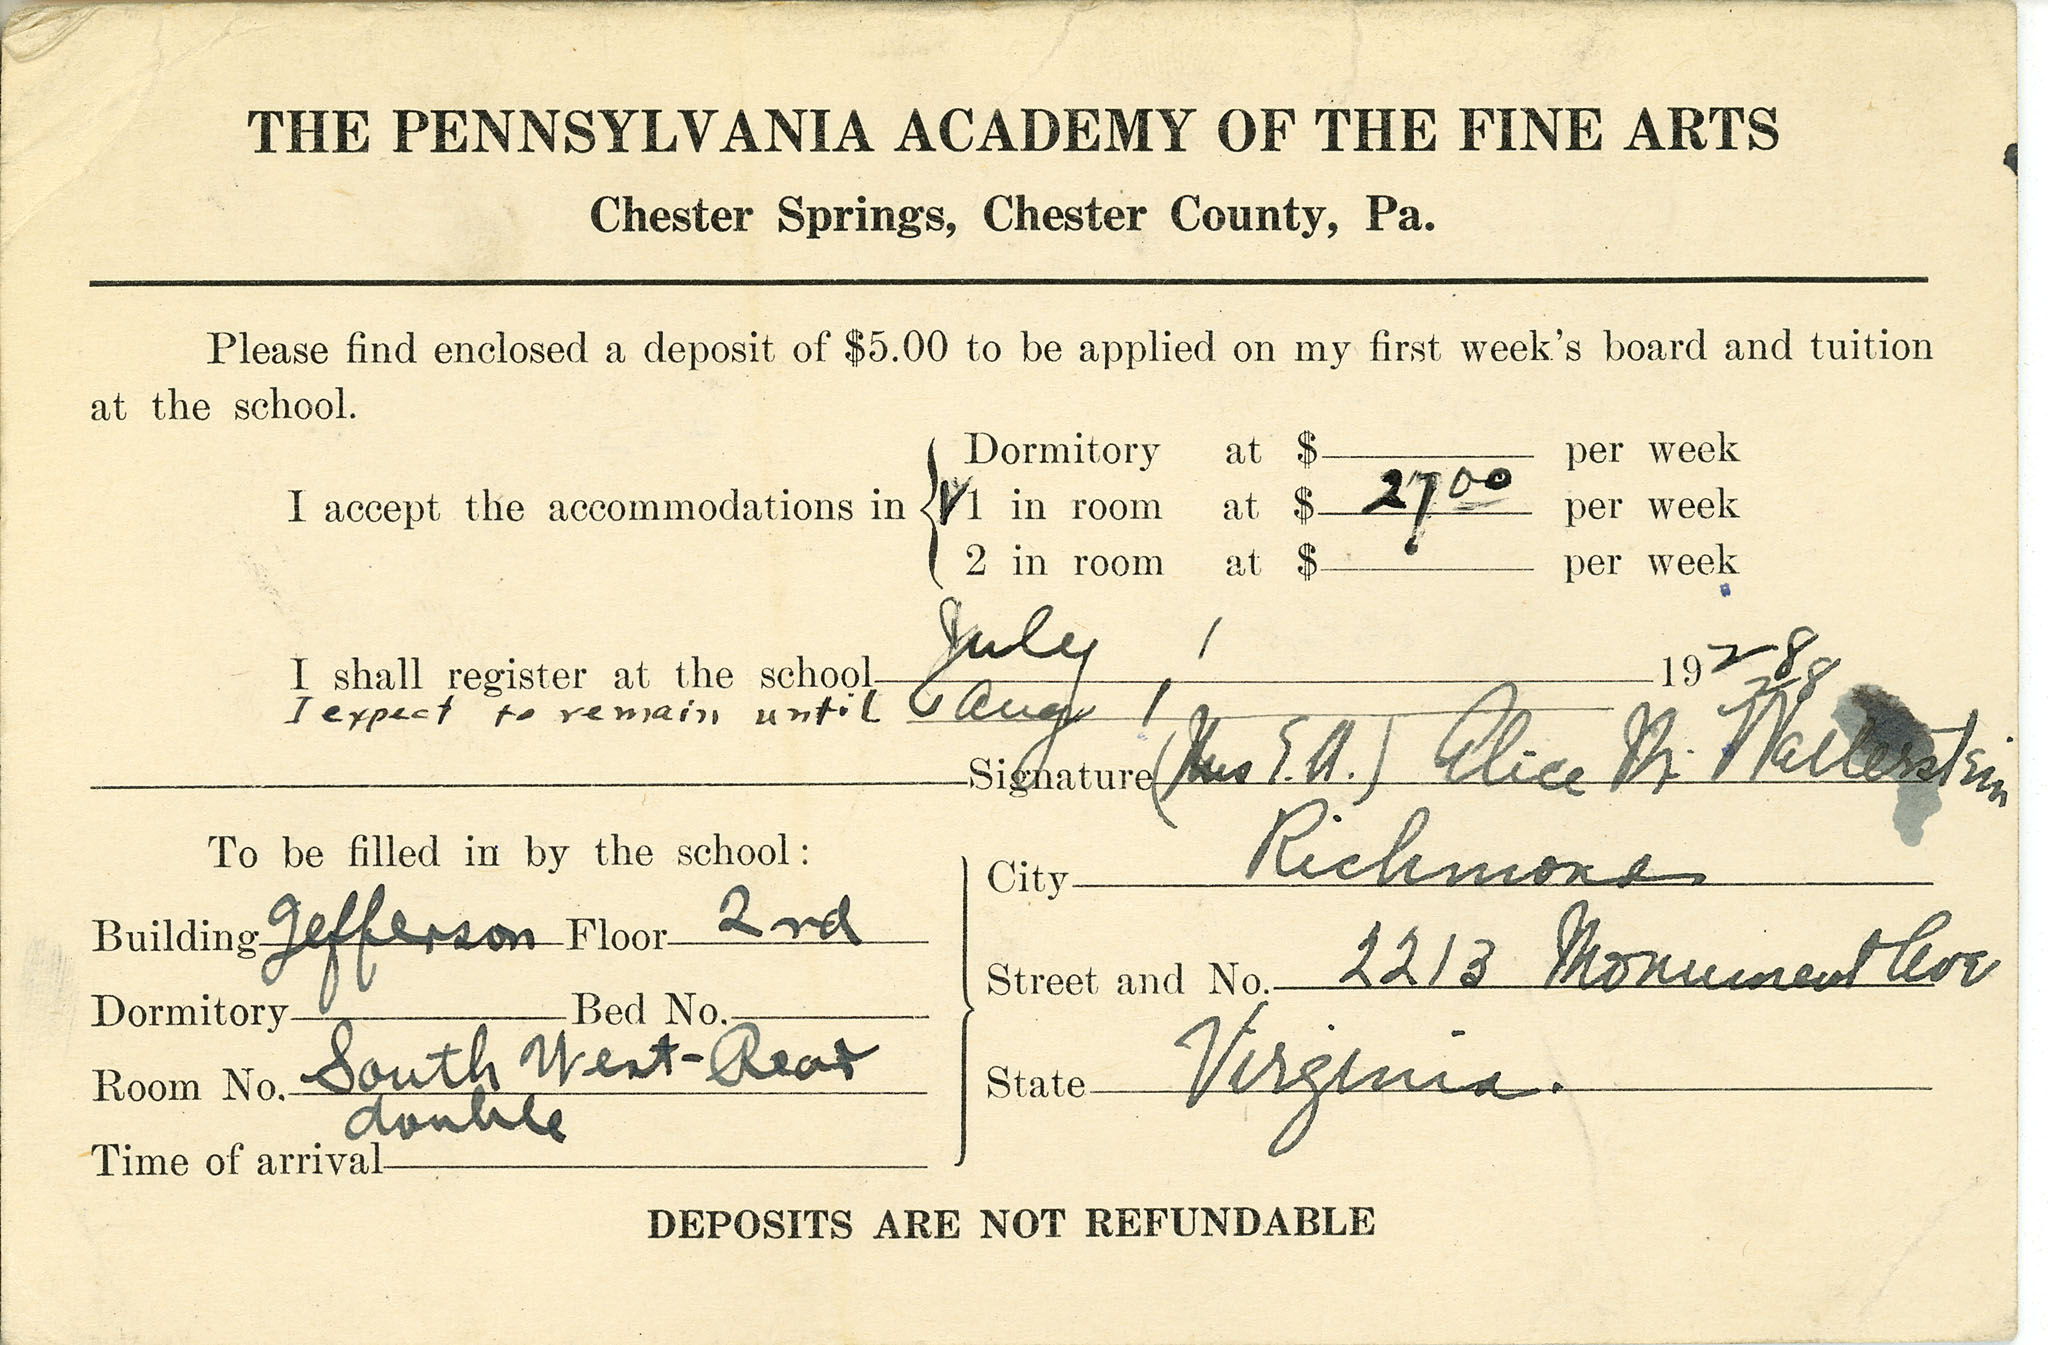 THE PENNSYLVANIA ACADEMY OF THE FINE ARTS
Chester Springs, Chester County, Pa.
Please find enclosed a deposit of $5.00 to be applied on my first week's board and tuition
at the school.
Dormitory at $ per week
I accept the accommodations in √ 1 in room at $ 27 00 per week
2 in room at $ per week
I shall register at the school July 1 1928
I expect to remain until Aug 1 28
Signature (Mrs E. A.) Alice M. Wallerstein
To be filled in by the school:
Building Jefferson Floor 2rd
Dormitory Bed No.
Room No. South West-Rear
double
Time of arrival
City Richmond
Street and No. 2213 Monument Ave
State Virginia.
DEPOSITS ARE NOT REFUNDABLE